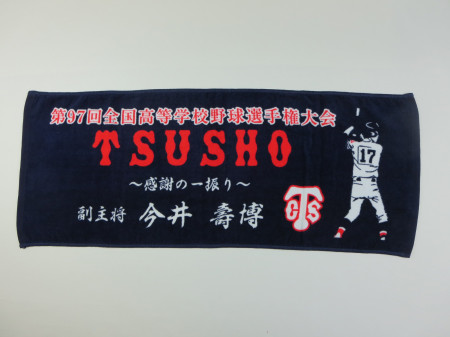 第97回全国高等学校野球選手権大会
TSUSHO
～感謝の一振り～
副主将 今井 壽博
TCS
17